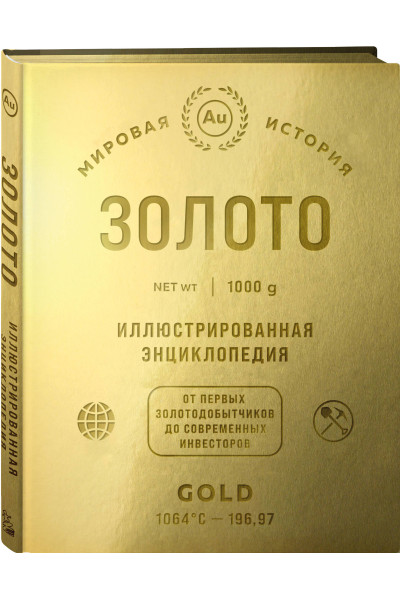 Au
МИРОВАЯ ИСТОРИЯ
ЗОЛОТО
NET WT | 1000 g
ИЛЛЮСТРИРОВАННАЯ
ЭНЦИКЛОПЕДИЯ
ОТ ПЕРВЫХ
ЗОЛОТОДОБЫТЧИКОВ
ДО СОВРЕМЕННЫХ
ИНВЕСТОРОВ
GOLD
1064°C — 196,97
Au
ЗОЛОТО
ИЛЛЮСТРИРОВАННАЯ
ЭНЦИКЛОПЕДИЯ